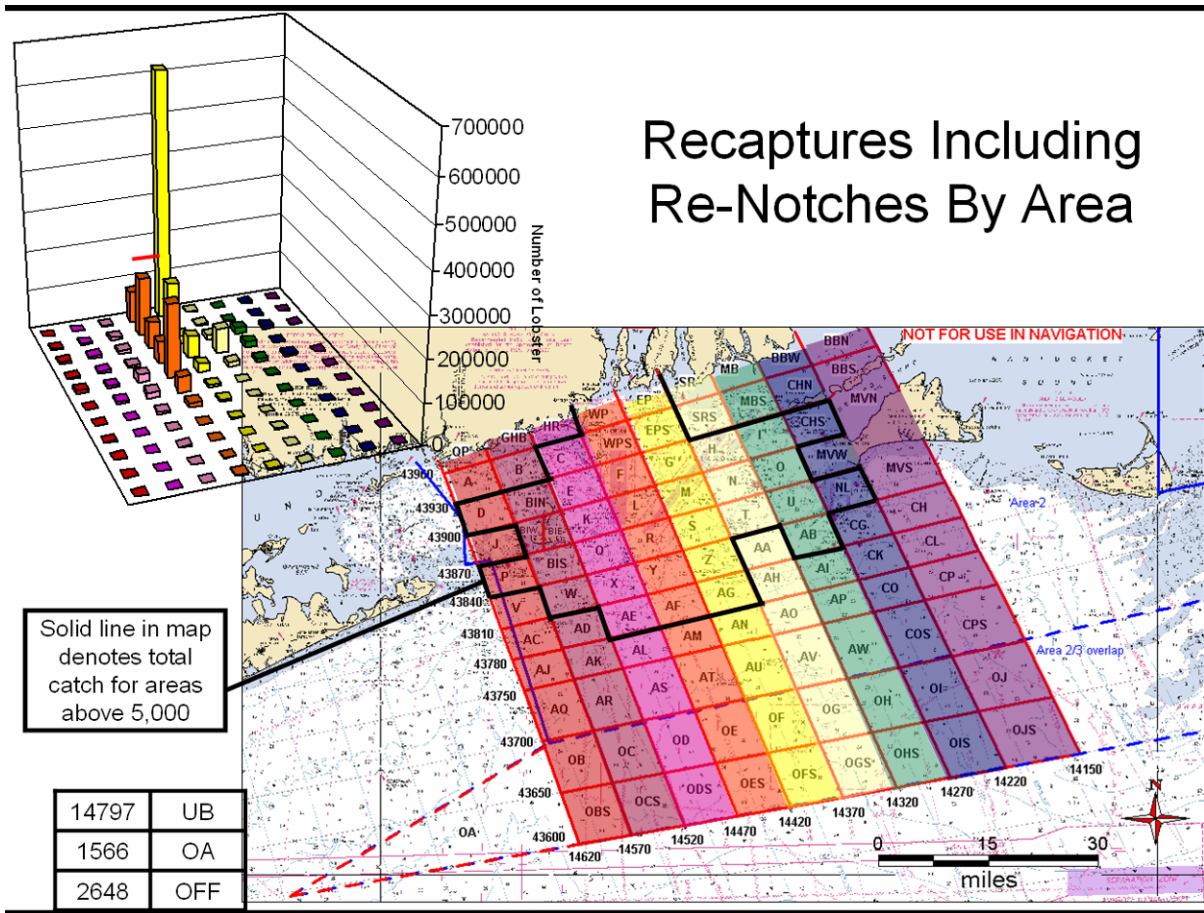 Recaptures Including
Re-Notches By Area
700000
600000
500000
400000
300000
200000
100000
0
Number of Lobster
NOT FOR USE IN NAVIGATION
BBN
BBW
BBS
MB
CHN
SR
MBS
MVN
EP
WP
SRS
CHS
HR
EPS
I
MVW
GHB
WPS
H
MVS
OP
C
G
O
NL
B
F
N
CH
A
E
M
U
CG
BIN
L
T
CL
D
K
S
AB
CK
BIW
BIE
R
AA
CP
J
Q
Z
AI
CO
BIS
Y
AH
CPS
P
X
AG
AP
COS
W
AF
AO
OJ
V
AE
AN
AW
OI
AD
AM
AV
OJS
AC
AL
AU
OH
OIS
AK
AT
OG
AJ
AS
OF
OHS
AR
OE
OGS
AQ
OD
OFS
OC
OES
OB
ODS
OCS
OBS
OA
Area 2
Area 2/3 overlap
43960
43930
43900
43870
43840
43810
43780
43750
43700
43650
43600
14620
14570
14520
14470
14420
14370
14320
14270
14220
14150
Solid line in map
denotes total
catch for areas
above 5,000
14797 UB
1566 OA
2648 OFF
N
0 15 30
miles